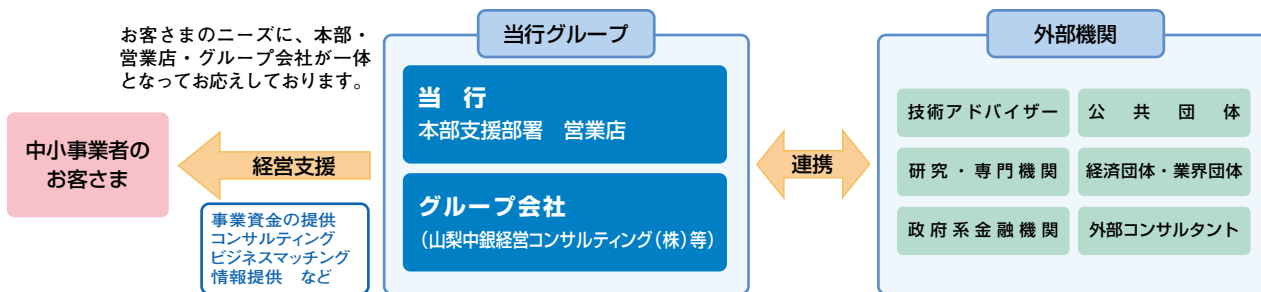 お客さまのニーズに、本部・
営業店・グループ会社が一体
となってお応えしております。
中小事業者の
お客さま
経営支援
事業資金の提供
コンサルティング
ビジネスマッチング
情報提供　など
当行グループ
当　行
本部支援部署　営業店
グループ会社
（山梨中銀経営コンサルティング（株）等）
連携
外部機関
技術アドバイザー
公共団体
研究・専門機関
経済団体・業界団体
政府系金融機関
外部コンサルタント